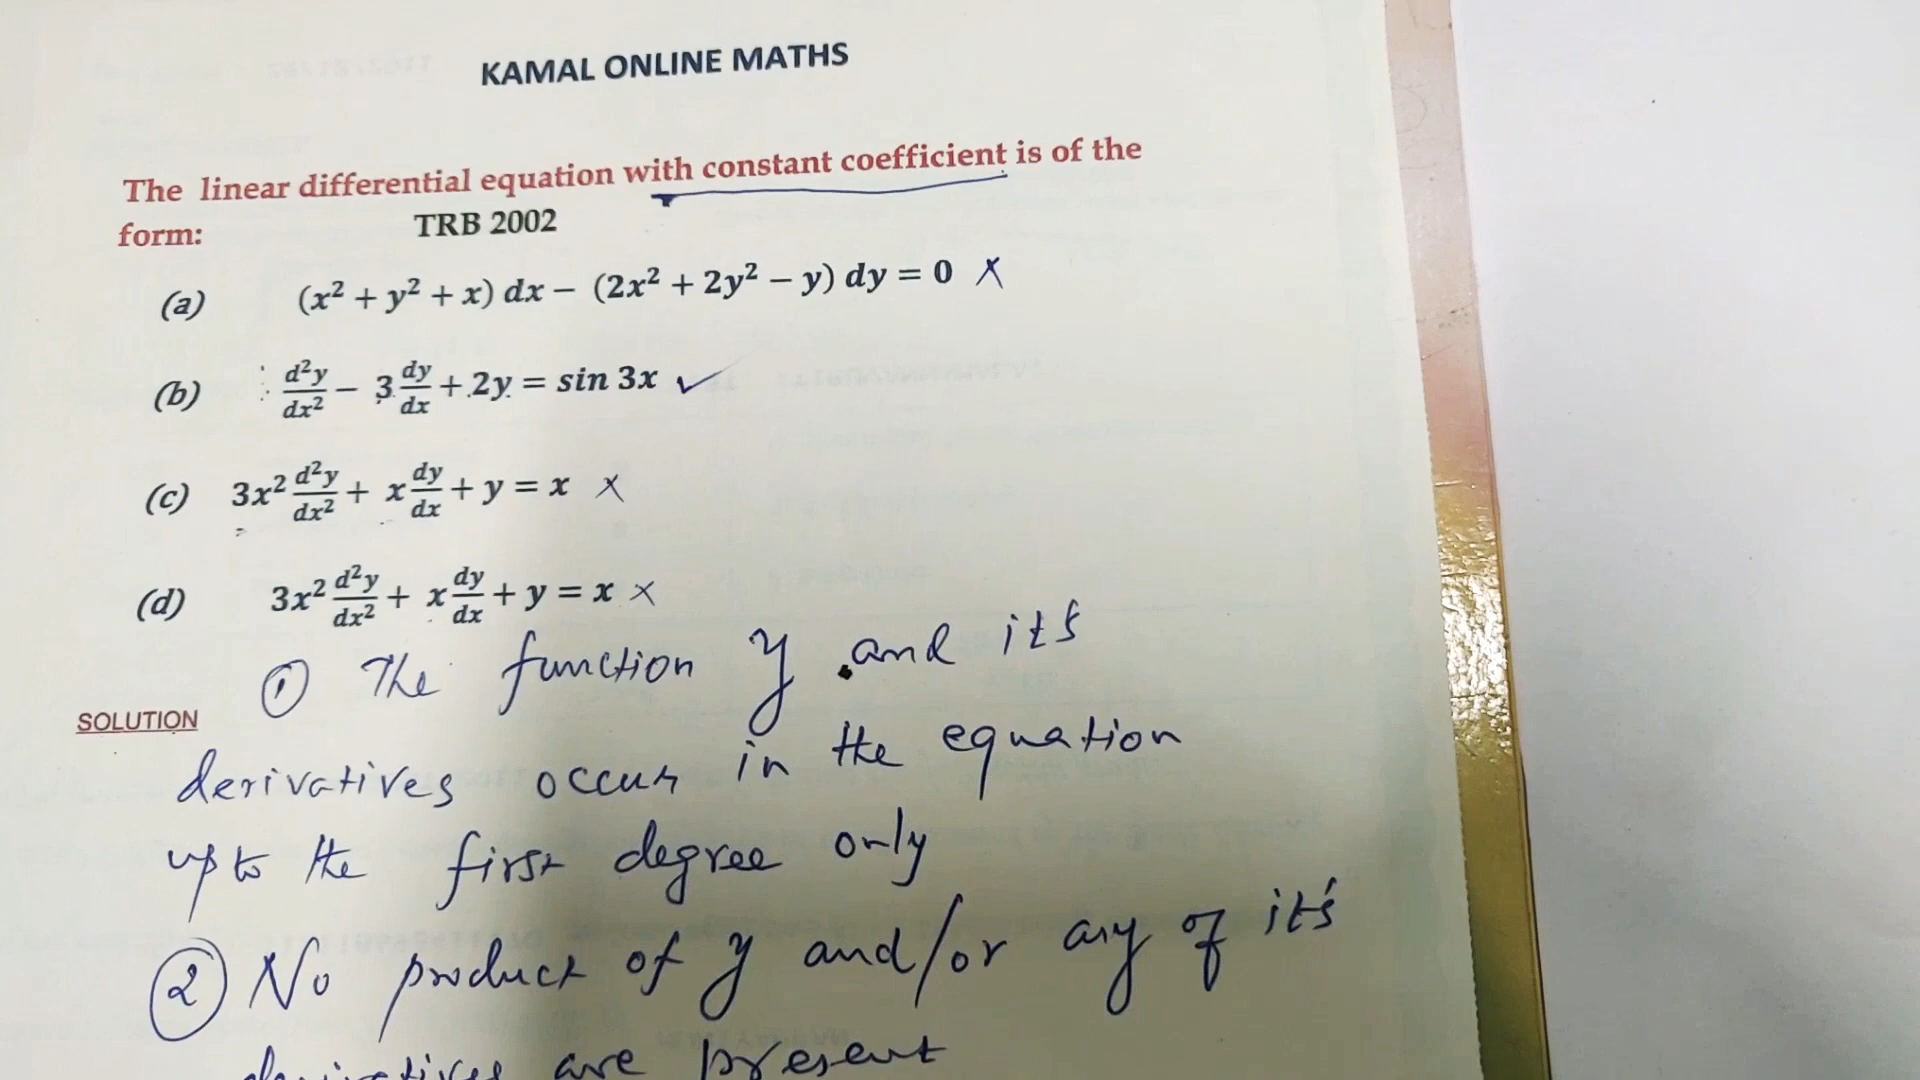 KAMAL ONLINE MATHS
The linear differential equation with constant coefficient is of the
form: TRB 2002
(a) (x² + y² + x) dx − (2x² + 2y² − y) dy = 0 ×
(b) d²y/dx² − 3 dy/dx + 2y = sin 3x ✓
(c) 3x² d²y/dx² + x dy/dx + y = x ×
(d) 3x² d²y/dx² + x dy/dx + y = x ×
① The function y and its
SOLUTION
derivatives occur in the equation
up to the first degree only
② No product of y and/or any of it's
derivatives are present